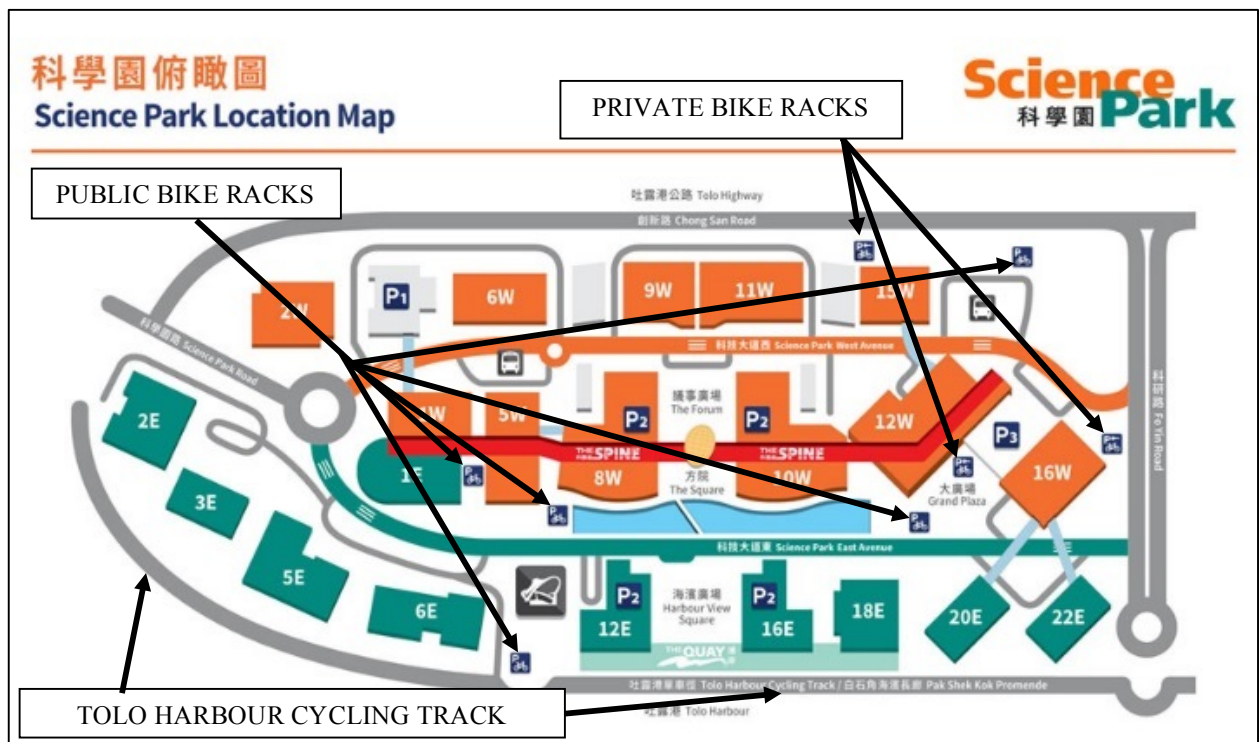 科學園俯瞰圖
Science Park Location Map
Science
科學園 Park
PRIVATE BIKE RACKS
PUBLIC BIKE RACKS
吐露港公路 Tolo Highway
創新路 Chong San Road
2W
P1
6W
9W
11W
15W
科學園路 Science Park Road
科技大道西 Science Park West Avenue
科研路 Fo Yin Road
2E
4W
5W
P2
議事廣場
The Forum
P2
12W
P3
THE SPINE
THE SPINE
1E
8W
方院
The Square
10W
大廣場
Grand Plaza
16W
3E
科技大道東 Science Park East Avenue
5E
6E
P2
12E
海濱廣場
Harbour View
Square
P2
16E
18E
20E
22E
THE QUAY
吐露港單車徑 Tolo Harbour Cycling Track / 白石角海濱長廊 Pak Shek Kok Promende
吐露港 Tolo Harbour
TOLO HARBOUR CYCLING TRACK